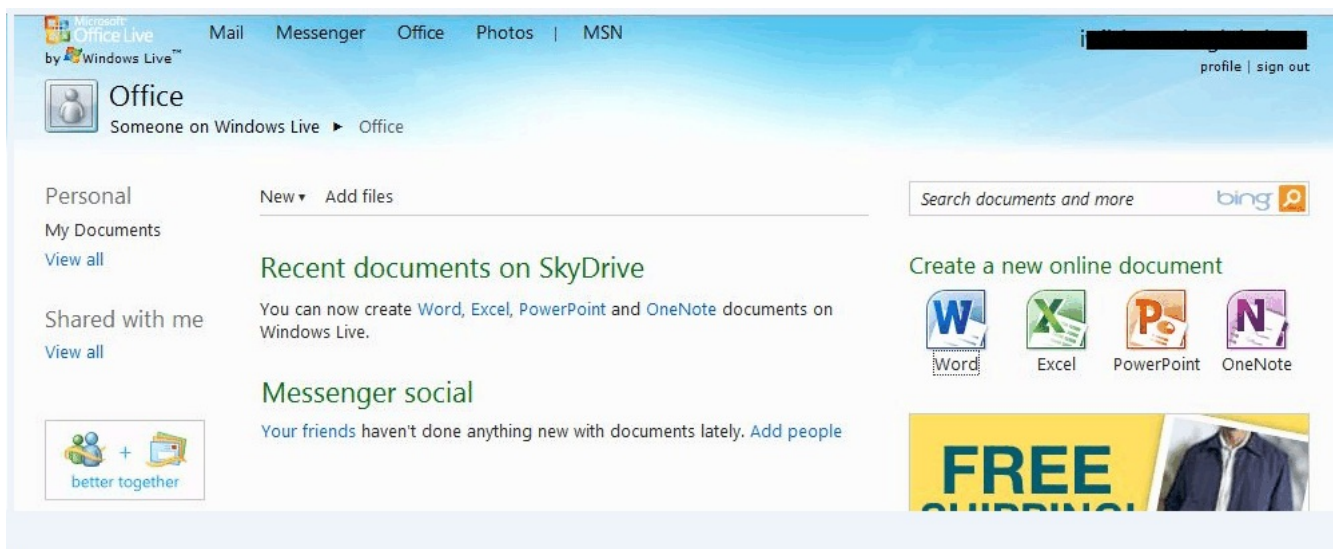 Microsoft®
Office Live
by Windows Live™
Mail Messenger Office Photos | MSN
profile | sign out
Office
Someone on Windows Live ► Office
Personal
My Documents
View all
Shared with me
View all
better together
New ▾ Add files
Recent documents on SkyDrive
You can now create Word, Excel, PowerPoint and OneNote documents on
Windows Live.
Messenger social
Your friends haven't done anything new with documents lately. Add people
Search documents and more bing
Create a new online document
Word Excel PowerPoint OneNote
FREE
SHIPPING!